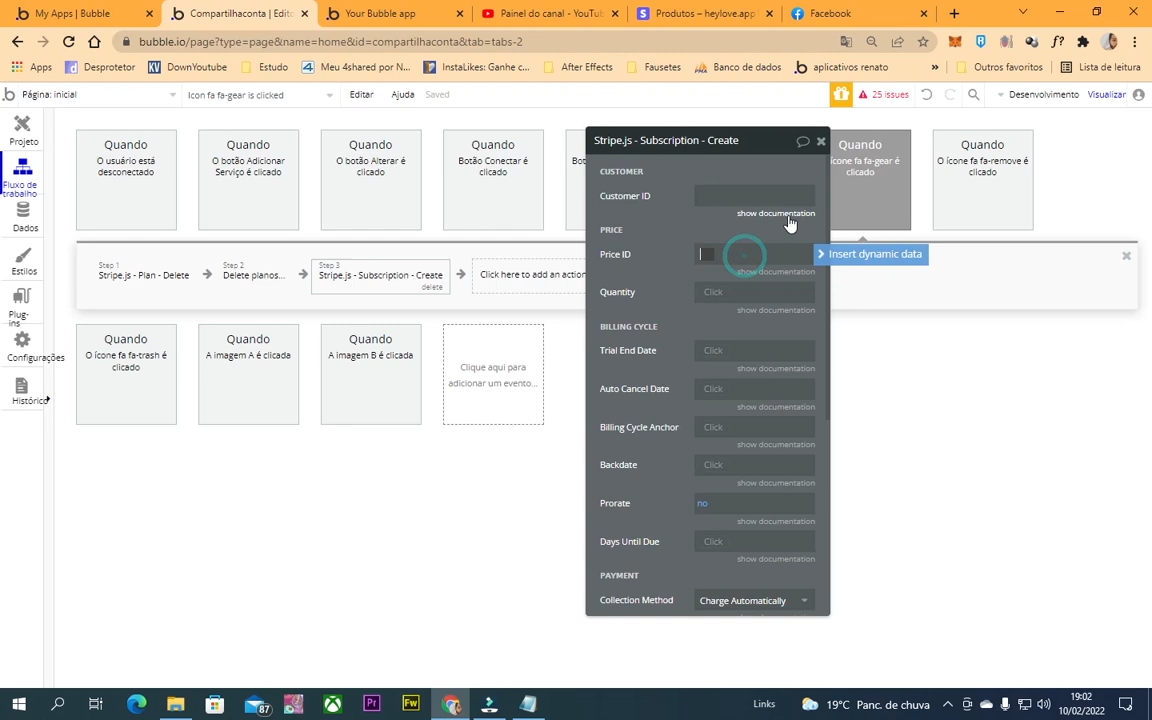 My Apps | Bubble
Compartilhaconta | Edito
Your Bubble app
Painel do canal - YouTub
Produtos – heylove.app
Facebook
bubble.io/page?type=page&name=home&id=compartilhaconta&tab=tabs-2
Apps
Desprotetor
DownYoutube
Estudo
Meu 4shared por N...
InstaLikes: Ganhe c...
After Effects
Fausetes
Banco de dados
aplicativos renato
»
Outros favoritos
Lista de leitura
Página: inicial
Icon fa fa-gear is clicked
Editar
Ajuda
Saved
25 issues
Desenvolvimento
Visualizar
Projeto
Fluxo de
trabalho
Dados
Estilos
Plug-
ins
Configurações
Históricc
Quando
O usuário está
desconectado
Quando
O botão Adicionar
Serviço é clicado
Quando
O botão Alterar é
clicado
Quando
Botão Conectar é
clicado
Bot
Quando
ícone fa fa-gear é
clicado
Quando
O ícone fa fa-remove é
clicado
Step 1
Stripe.js - Plan - Delete
Step 2
Delete planos...
Step 3
Stripe.js - Subscription - Create
delete
Click here to add an action
Quando
O ícone fa fa-trash é
clicado
Quando
A imagem A é clicada
Quando
A imagem B é clicada
Clique aqui para
adicionar um evento...
Stripe.js - Subscription - Create
CUSTOMER
Customer ID
show documentation
PRICE
Price ID
Insert dynamic data
show documentation
Quantity
Click
show documentation
BILLING CYCLE
Trial End Date
Click
show documentation
Auto Cancel Date
Click
show documentation
Billing Cycle Anchor
Click
show documentation
Backdate
Click
show documentation
Prorate
no
show documentation
Days Until Due
Click
show documentation
PAYMENT
Collection Method
Charge Automatically
87
Links
19°C Panc. de chuva
19:02
10/02/2022